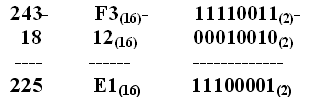 243- F3(16)- 11110011(2)-
18 12(16) 00010010(2)
---- ------ -------------
225 E1(16) 11100001(2)